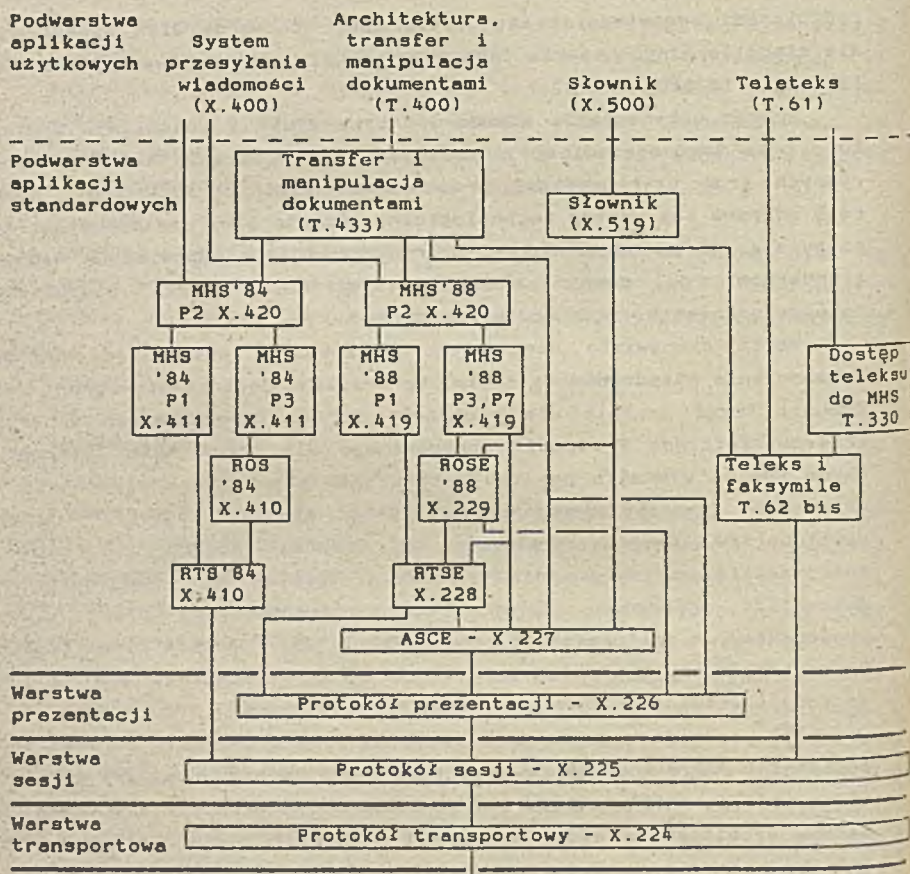 Podwarstwa
aplikacji
użytkowych
System
przesyłania
wiadomości
(X.400)
Architektura,
transfer i
manipulacja
dokumentami
(T.400)
Słownik
(X.500)
Teleteks
(T.61)
Podwarstwa
aplikacji
standardowych
Transfer i
manipulacja
dokumentami
(T.433)
Słownik
(X.519)
MHS'84
P2 X.420
MHS'88
P2 X.420
MHS
'84
P1
X.411
MHS
'84
P3
X.411
MHS
'88
P1
X.419
MHS
'88
P3,P7
X.419
Dostęp
teleksu
do MHS
T.330
ROS
'84
X.410
ROSE
'88
X.229
Teleks i
faksymile
T.62 bis
RTS'84
X.410
RTSE
X.228
ASCE - X.227
Warstwa
prezentacji
Protokół prezentacji - X.226
Warstwa
sesji
Protokół sesji - X.225
Warstwa
transportowa
Protokół transportowy - X.224